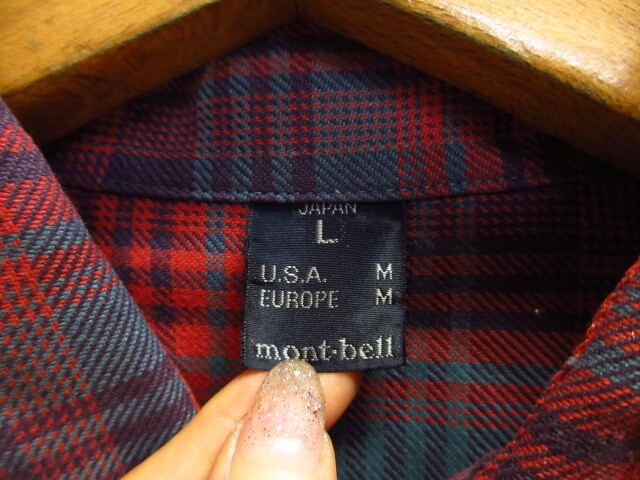 JAPAN
L
U.S.A. M
EUROPE M
mont-bell